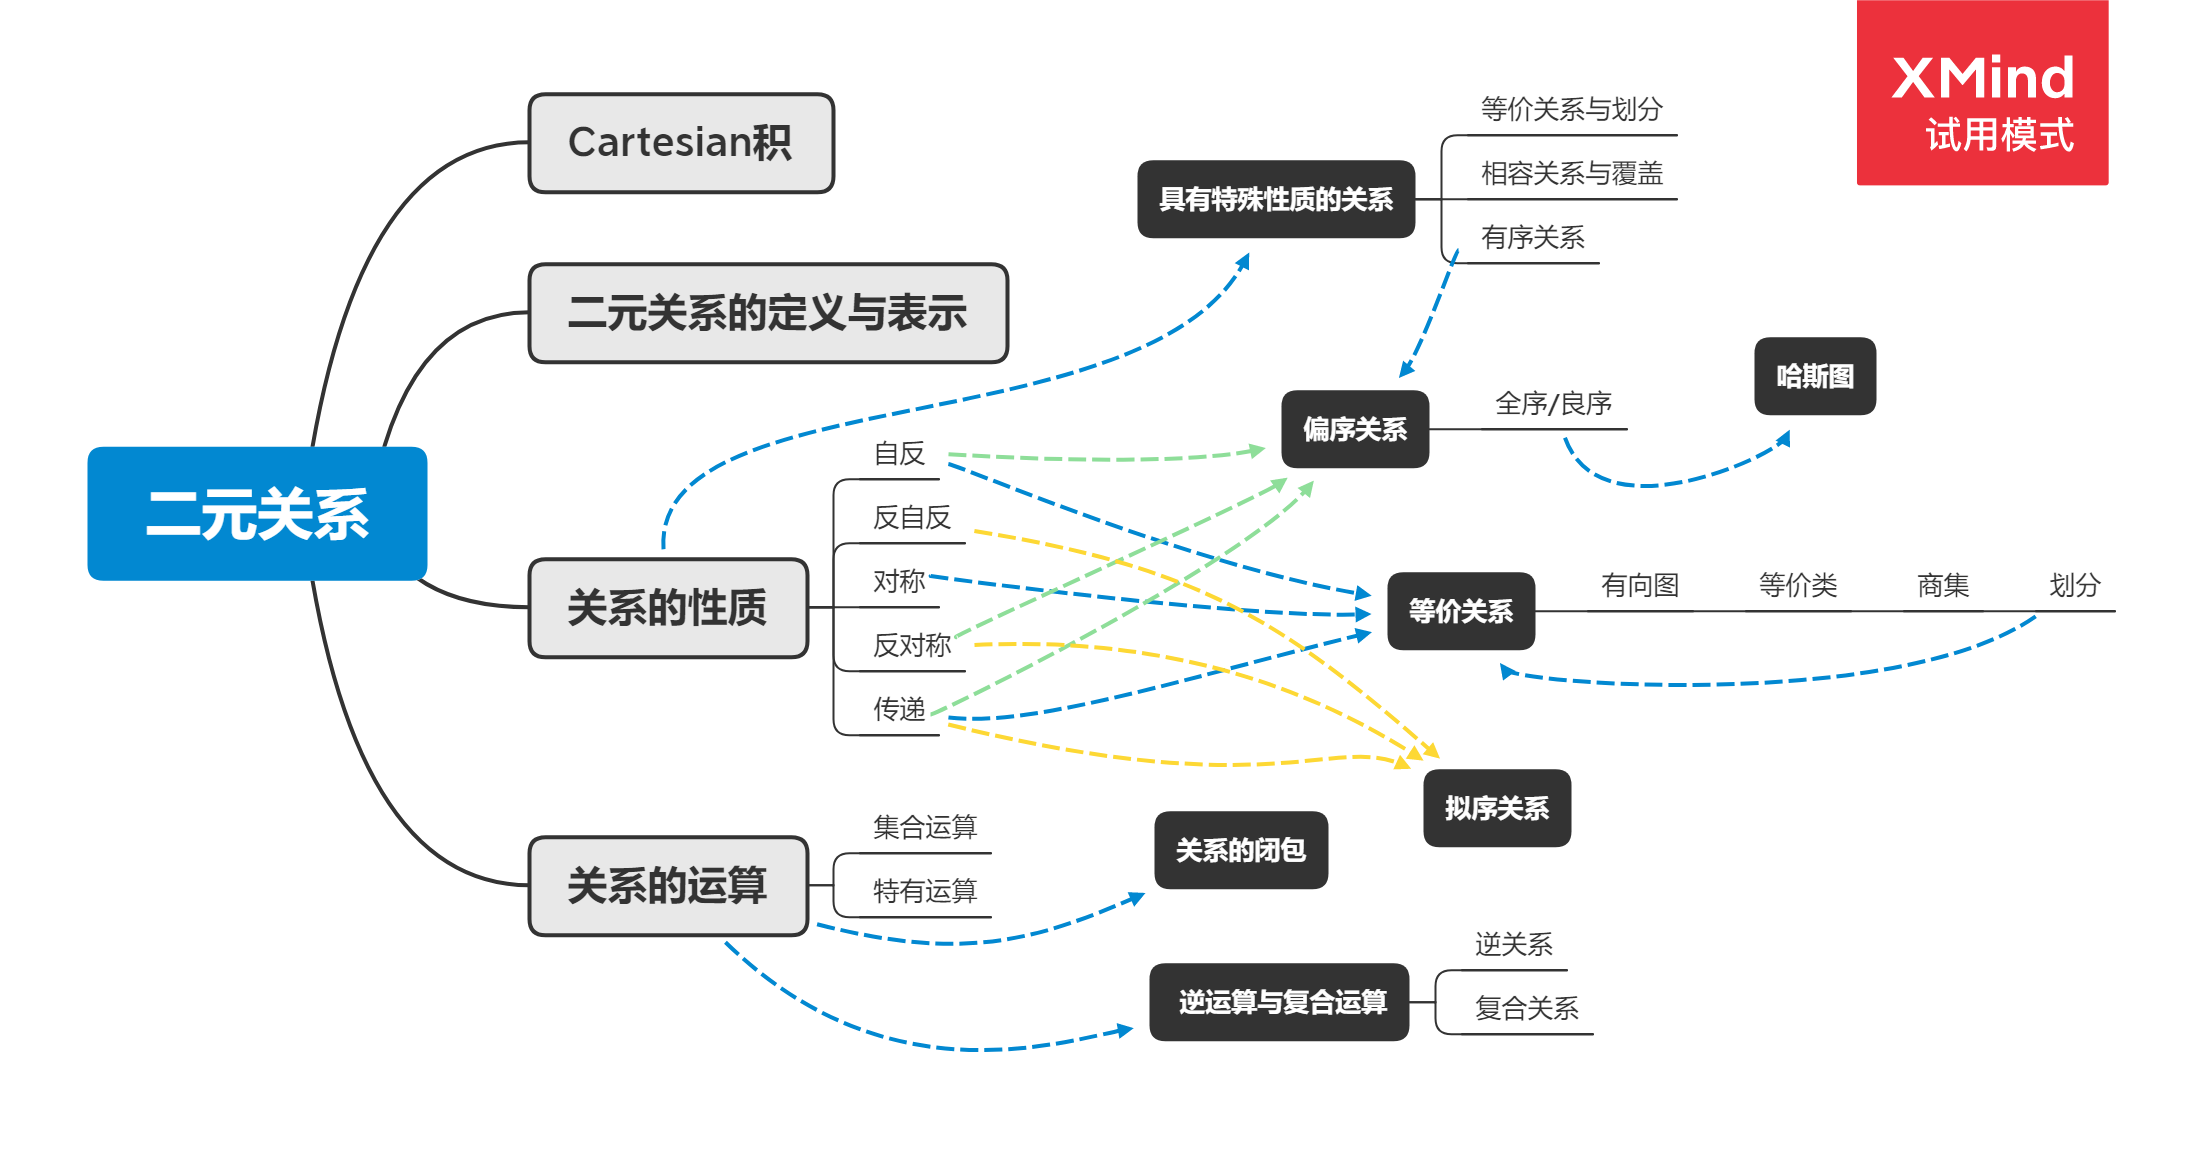 XMind
试用模式
二元关系
Cartesian积
二元关系的定义与表示
关系的性质
自反
反自反
对称
反对称
传递
关系的运算
集合运算
特有运算
具有特殊性质的关系
等价关系与划分
相容关系与覆盖
有序关系
偏序关系
全序/良序
哈斯图
等价关系
有向图
等价类
商集
划分
拟序关系
关系的闭包
逆运算与复合运算
逆关系
复合关系